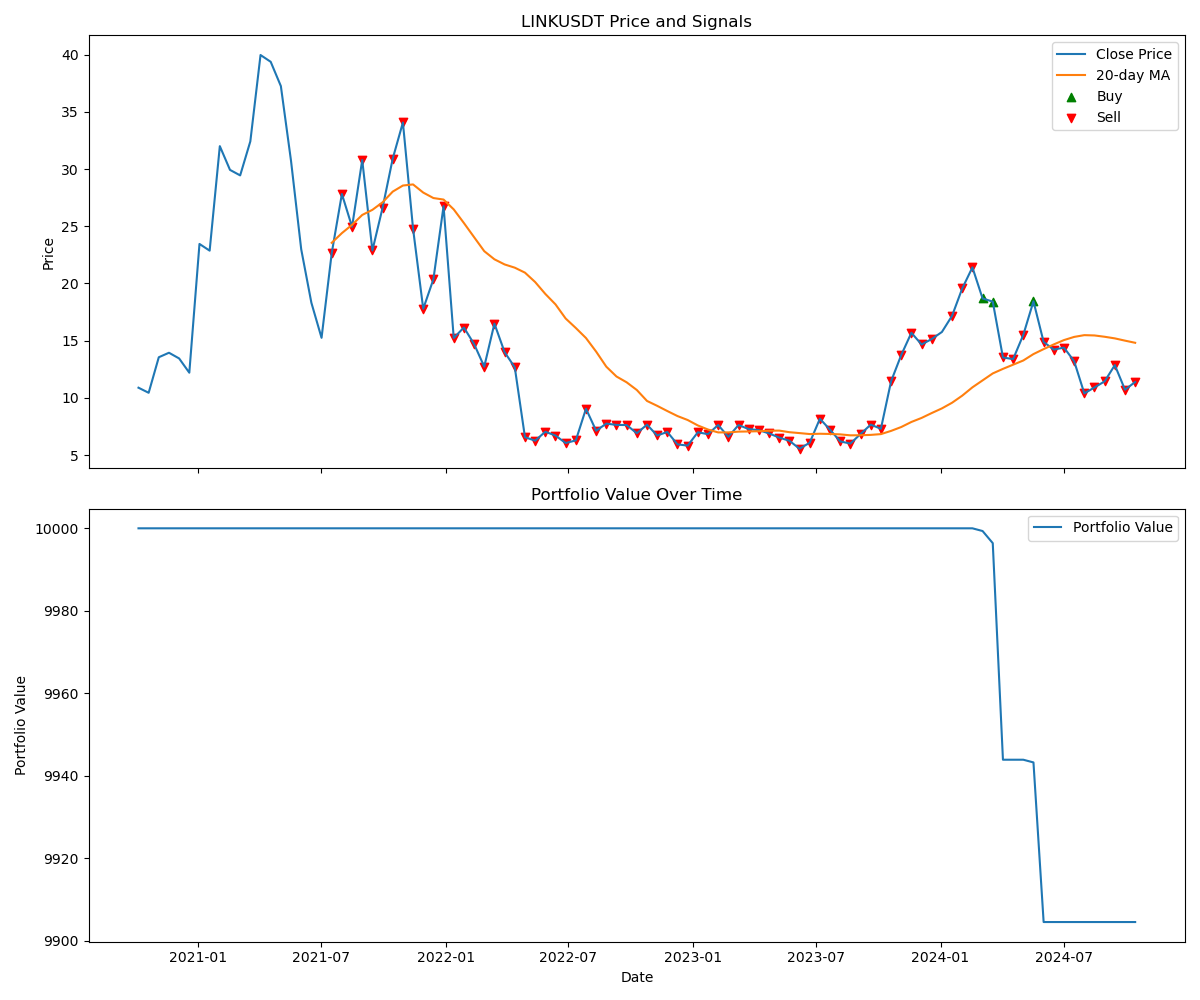 LINKUSDT Price and Signals
Price
40
35
30
25
20
15
10
5
Close Price
20-day MA
Buy
Sell
Portfolio Value Over Time
Portfolio Value
10000
9980
9960
9940
9920
9900
Portfolio Value
2021-01
2021-07
2022-01
2022-07
2023-01
2023-07
2024-01
2024-07
Date